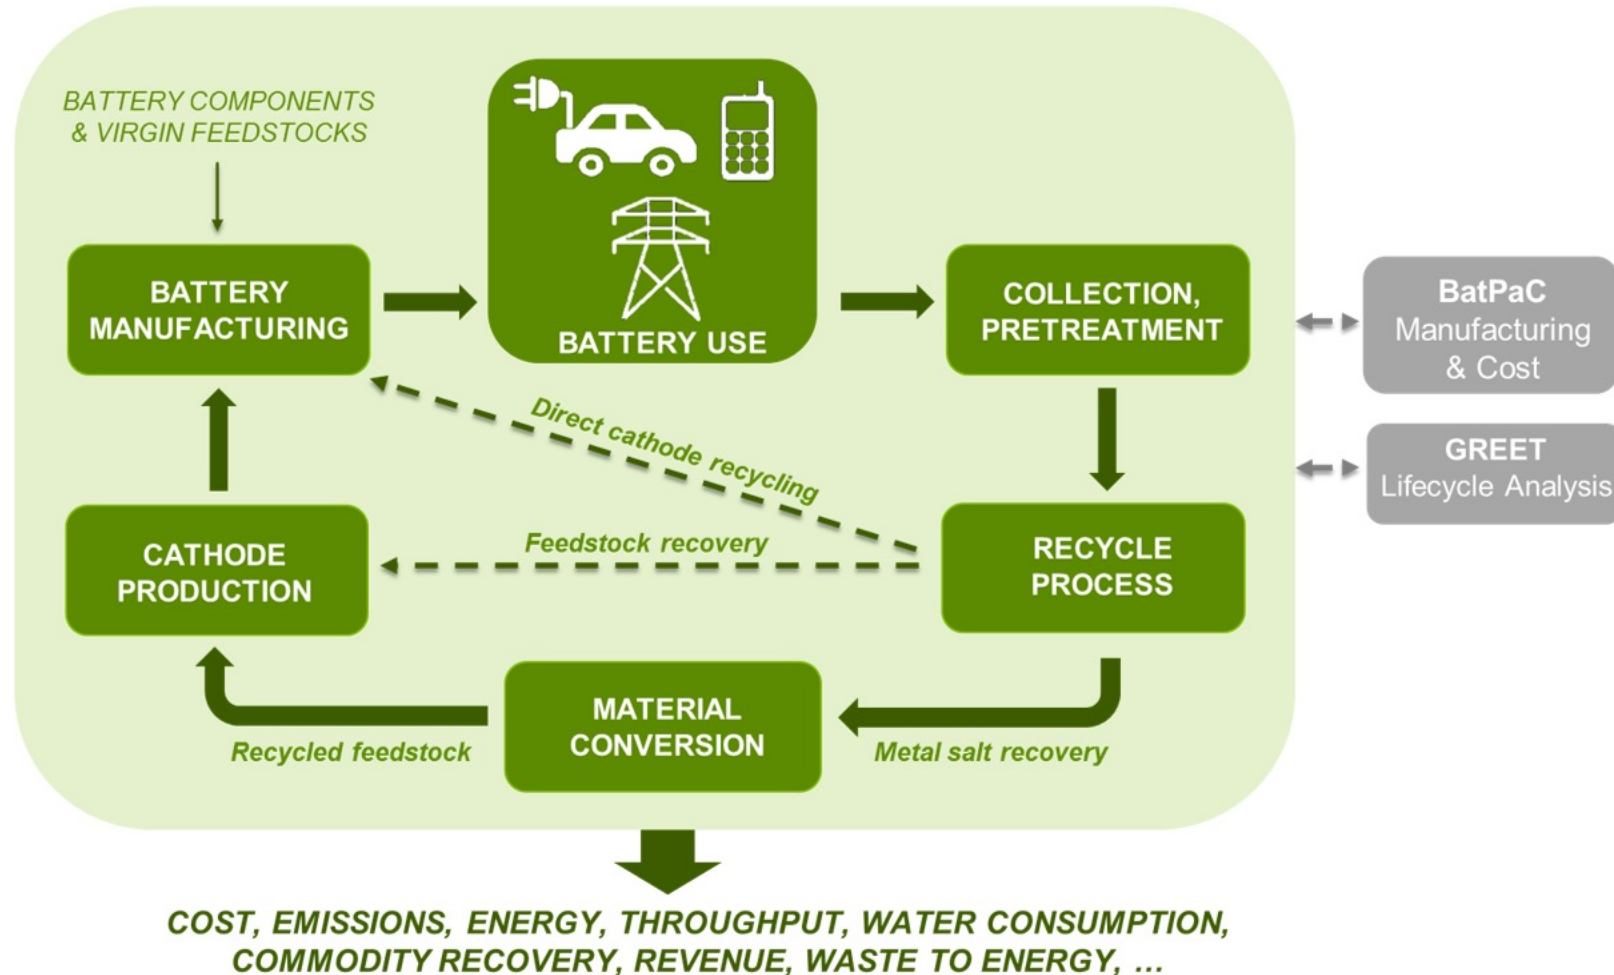 BATTERY COMPONENTS
& VIRGIN FEEDSTOCKS
BATTERY
MANUFACTURING
BATTERY USE
COLLECTION,
PRETREATMENT
BatPaC
Manufacturing
& Cost
GREET
Lifecycle Analysis
Direct cathode recycling
Feedstock recovery
CATHODE
PRODUCTION
RECYCLE
PROCESS
MATERIAL
CONVERSION
Recycled feedstock
Metal salt recovery
COST, EMISSIONS, ENERGY, THROUGHPUT, WATER CONSUMPTION,
COMMODITY RECOVERY, REVENUE, WASTE TO ENERGY, ...